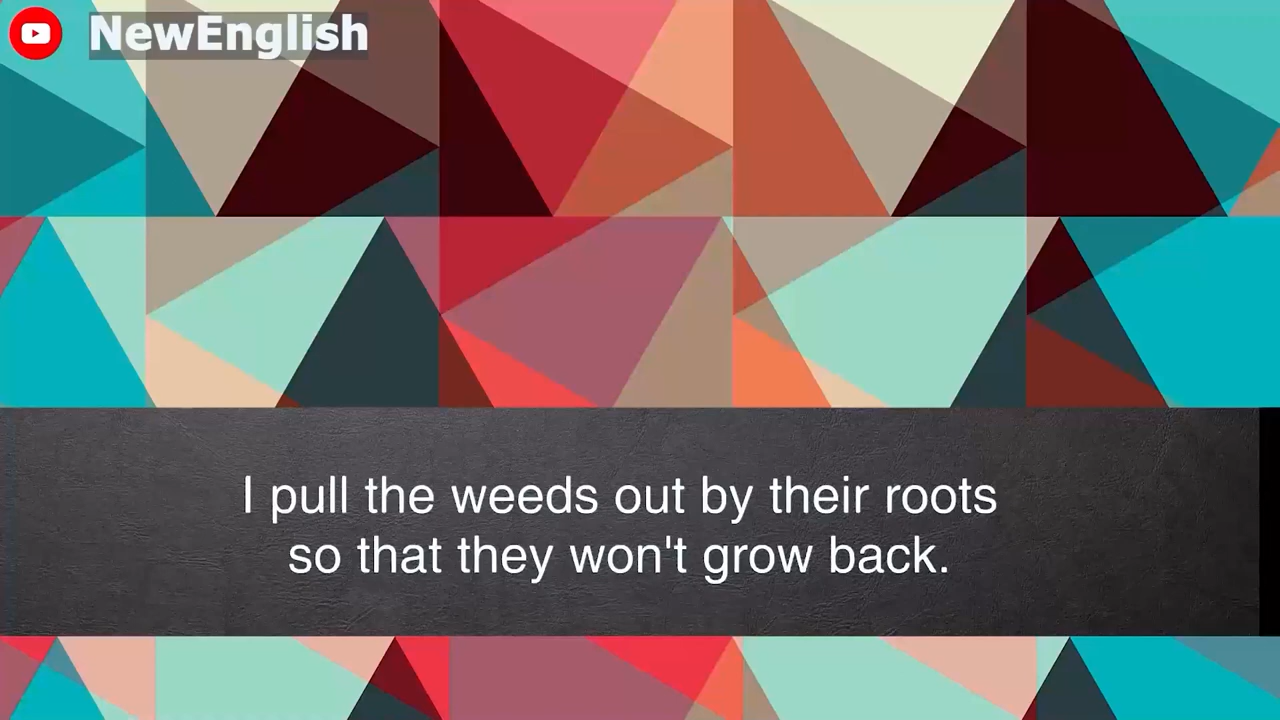 NewEnglish
I pull the weeds out by their roots
so that they won't grow back.